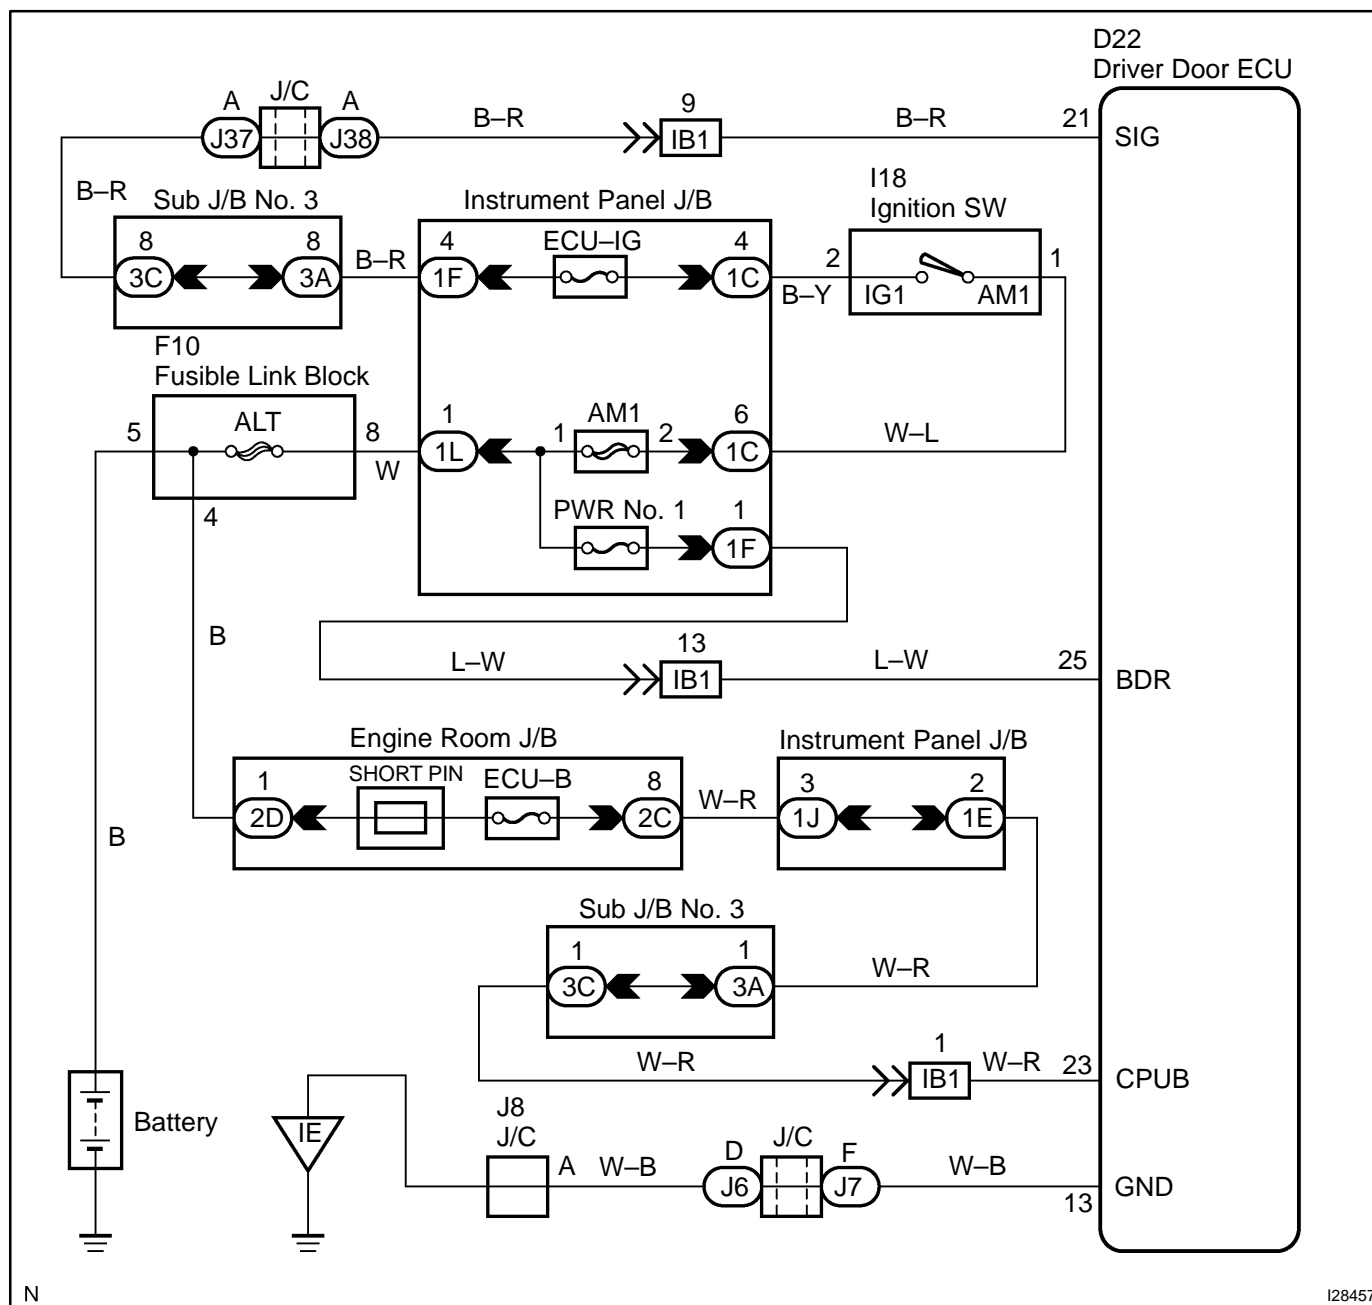 D22
Driver Door ECU
A J/C A
J37 J38
B–R
9
IB1
B–R
21
SIG
B–R
Sub J/B No. 3
8 8
3C 3A
B–R
Instrument Panel J/B
4 ECU–IG 4
1F 1C
B–Y
I18
Ignition SW
2 1
IG1 AM1
F10
Fusible Link Block
5 ALT 8
W
4
1 AM1 6
1L 1 2 1C
W–L
PWR No. 1 1
1F
B
L–W
13
IB1
L–W
25
BDR
Engine Room J/B
1 SHORT PIN ECU–B 8
2D 2C
W–R
Instrument Panel J/B
3 2
1J 1E
B
Sub J/B No. 3
1 1
3C 3A
W–R
W–R
1
IB1
W–R
23
CPUB
Battery
IE
J8
J/C
A
W–B
D J/C F
J6 J7
W–B
13
GND
N
I28457